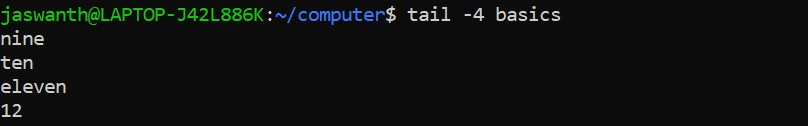 jaswanth@LAPTOP-J42L886K:~/computer$ tail -4 basics
nine
ten
eleven
12